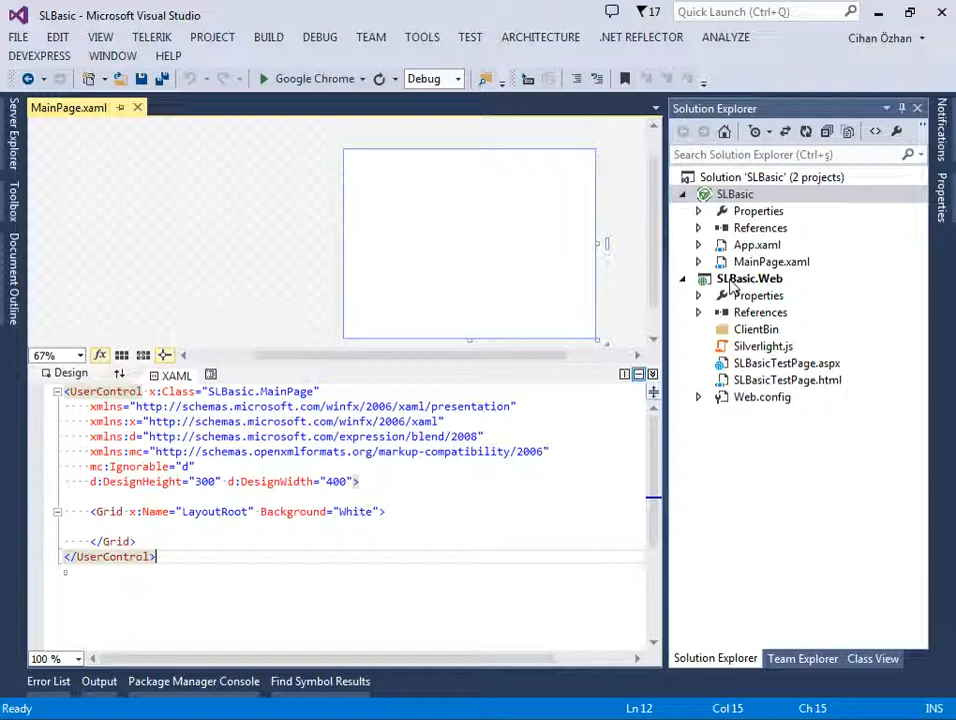 SLBasic - Microsoft Visual Studio
17
Quick Launch (Ctrl+Q)
FILE EDIT VIEW TELERIK PROJECT BUILD DEBUG TEAM TOOLS TEST ARCHITECTURE .NET REFLECTOR ANALYZE
Cihan Özhan
DEVEXPRESS WINDOW HELP
Google Chrome
Debug
Server Explorer
Toolbox
Document Outline
MainPage.xaml
67%
Design
XAML
<UserControl x:Class="SLBasic.MainPage"
xmlns="http://schemas.microsoft.com/winfx/2006/xaml/presentation"
xmlns:x="http://schemas.microsoft.com/winfx/2006/xaml"
xmlns:d="http://schemas.microsoft.com/expression/blend/2008"
xmlns:mc="http://schemas.openxmlformats.org/markup-compatibility/2006"
mc:Ignorable="d"
d:DesignHeight="300" d:DesignWidth="400">
<Grid x:Name="LayoutRoot" Background="White">
</Grid>
</UserControl>
100 %
Solution Explorer
Search Solution Explorer (Ctrl+ş)
Solution 'SLBasic' (2 projects)
SLBasic
Properties
References
App.xaml
MainPage.xaml
SLBasic.Web
Properties
References
ClientBin
Silverlight.js
SLBasicTestPage.aspx
SLBasicTestPage.html
Web.config
Solution Explorer Team Explorer Class View
Notifications
Properties
Error List Output Package Manager Console Find Symbol Results
Ready
Ln 12 Col 15 Ch 15 INS